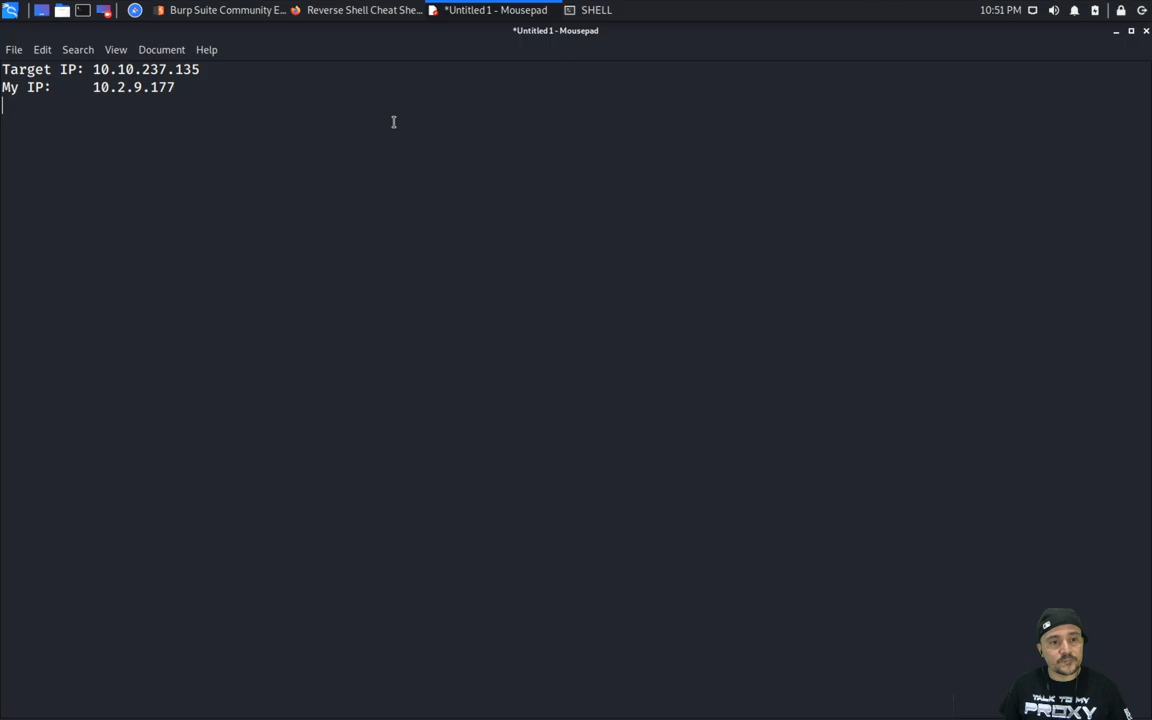 Burp Suite Community E...
Reverse Shell Cheat She...
*Untitled 1 - Mousepad
SHELL
10:51 PM
*Untitled 1 - Mousepad
File Edit Search View Document Help
Target IP: 10.10.237.135
My IP: 10.2.9.177
TALK TO MY
PROXY